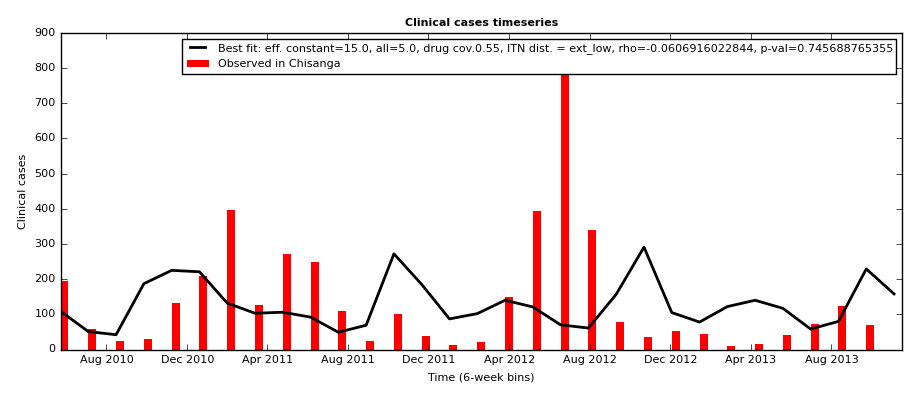 Clinical cases timeseries
Best fit: eff. constant=15.0, all=5.0, drug cov.0.55, ITN dist. = ext_low, rho=-0.0606916022844, p-val=0.745688765355
Observed in Chisanga
900
800
700
600
500
400
300
200
100
0
Clinical cases
Aug 2010 Dec 2010 Apr 2011 Aug 2011 Dec 2011 Apr 2012 Aug 2012 Dec 2012 Apr 2013 Aug 2013
Time (6-week bins)